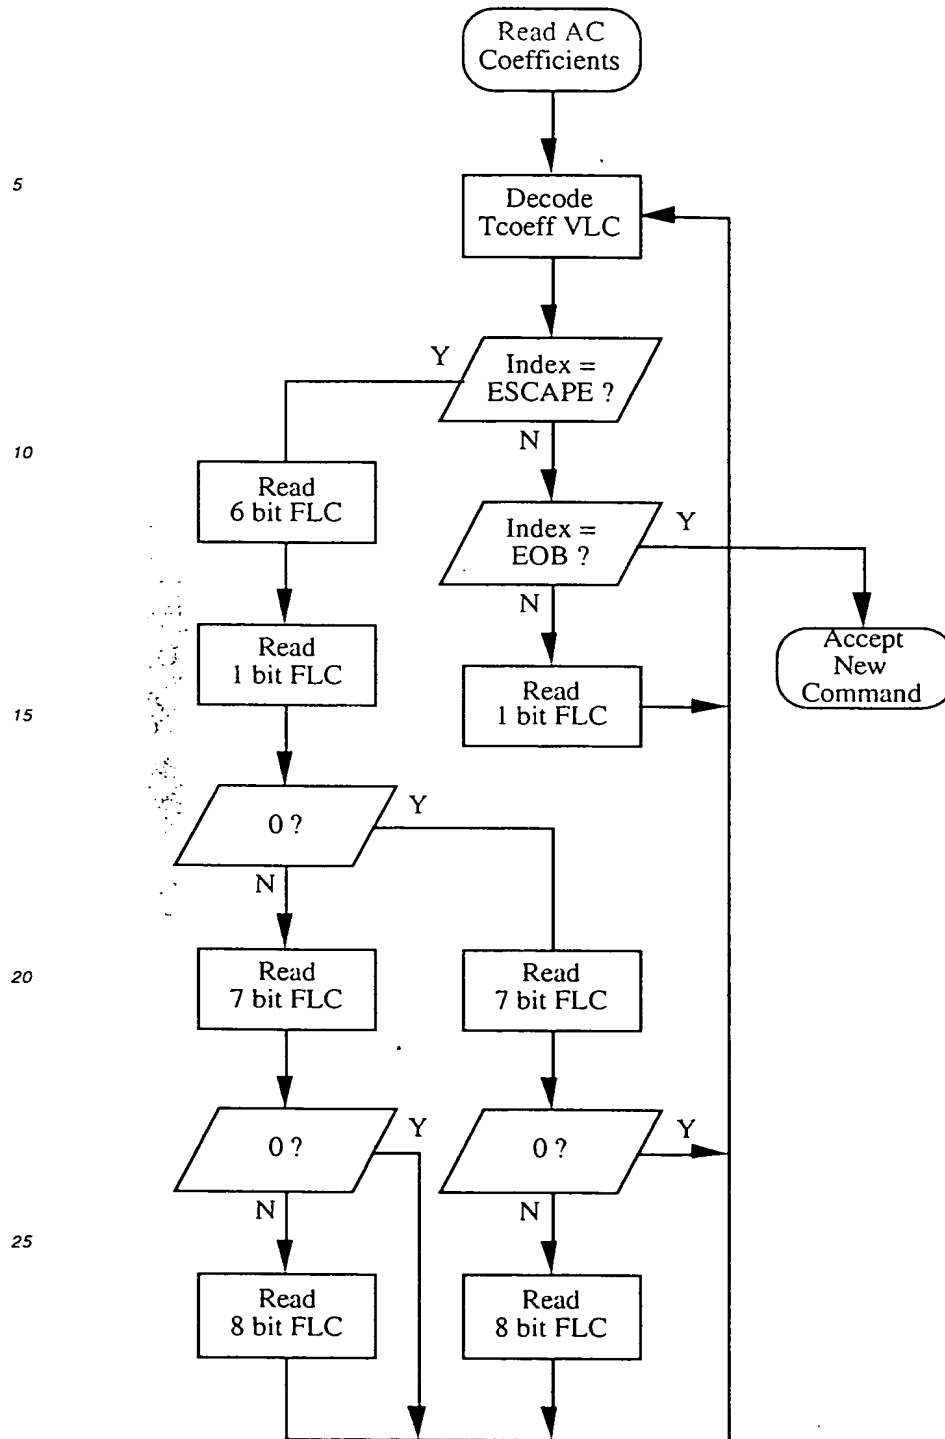 Read AC
Coefficients
5
Decode
Tcoeff VLC
Y
Index =
ESCAPE ?
N
10
Read
6 bit FLC
Index =
EOB ?
Y
N
Read
1 bit FLC
Read
1 bit FLC
Accept
New
Command
15
0 ?
Y
N
20
Read
7 bit FLC
Read
7 bit FLC
0 ?
Y
0 ?
Y
N
N
25
Read
8 bit FLC
Read
8 bit FLC